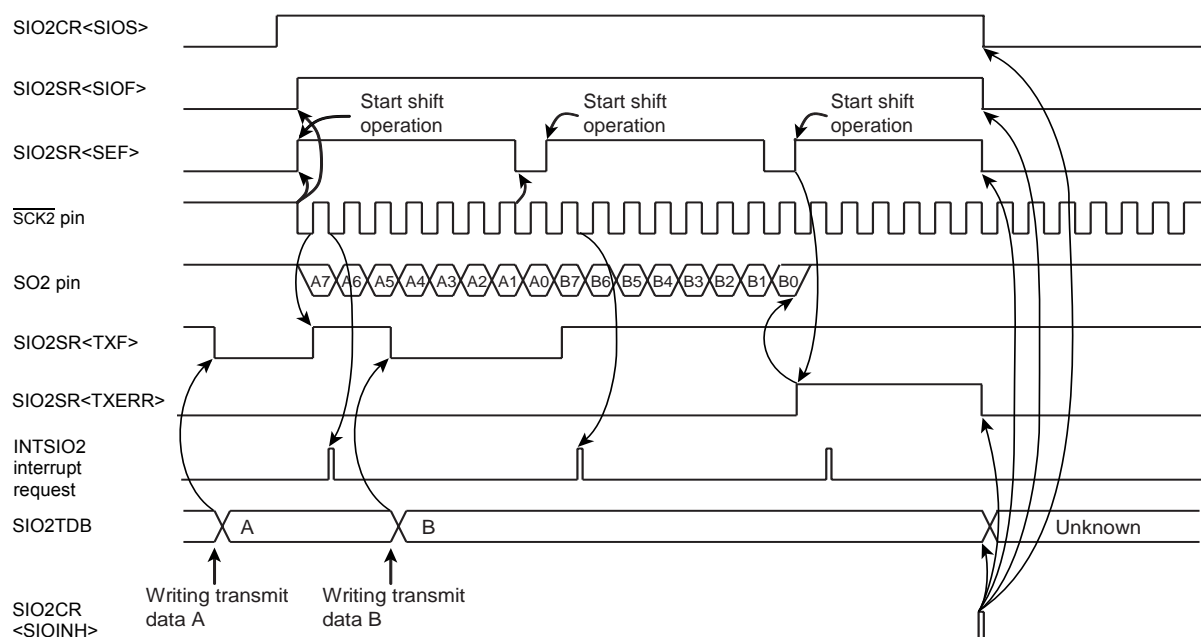 SIO2CR<SIOS>
SIO2SR<SIOF>
Start shift
operation
Start shift
operation
Start shift
operation
SIO2SR<SEF>
SCK2 pin
SO2 pin
A7 A6 A5 A4 A3 A2 A1 A0 B7 B6 B5 B4 B3 B2 B1 B0
SIO2SR<TXF>
SIO2SR<TXERR>
INTSIO2
interrupt
request
SIO2TDB
A
B
Unknown
Writing transmit
data A
Writing transmit
data B
SIO2CR
<SIOINH>